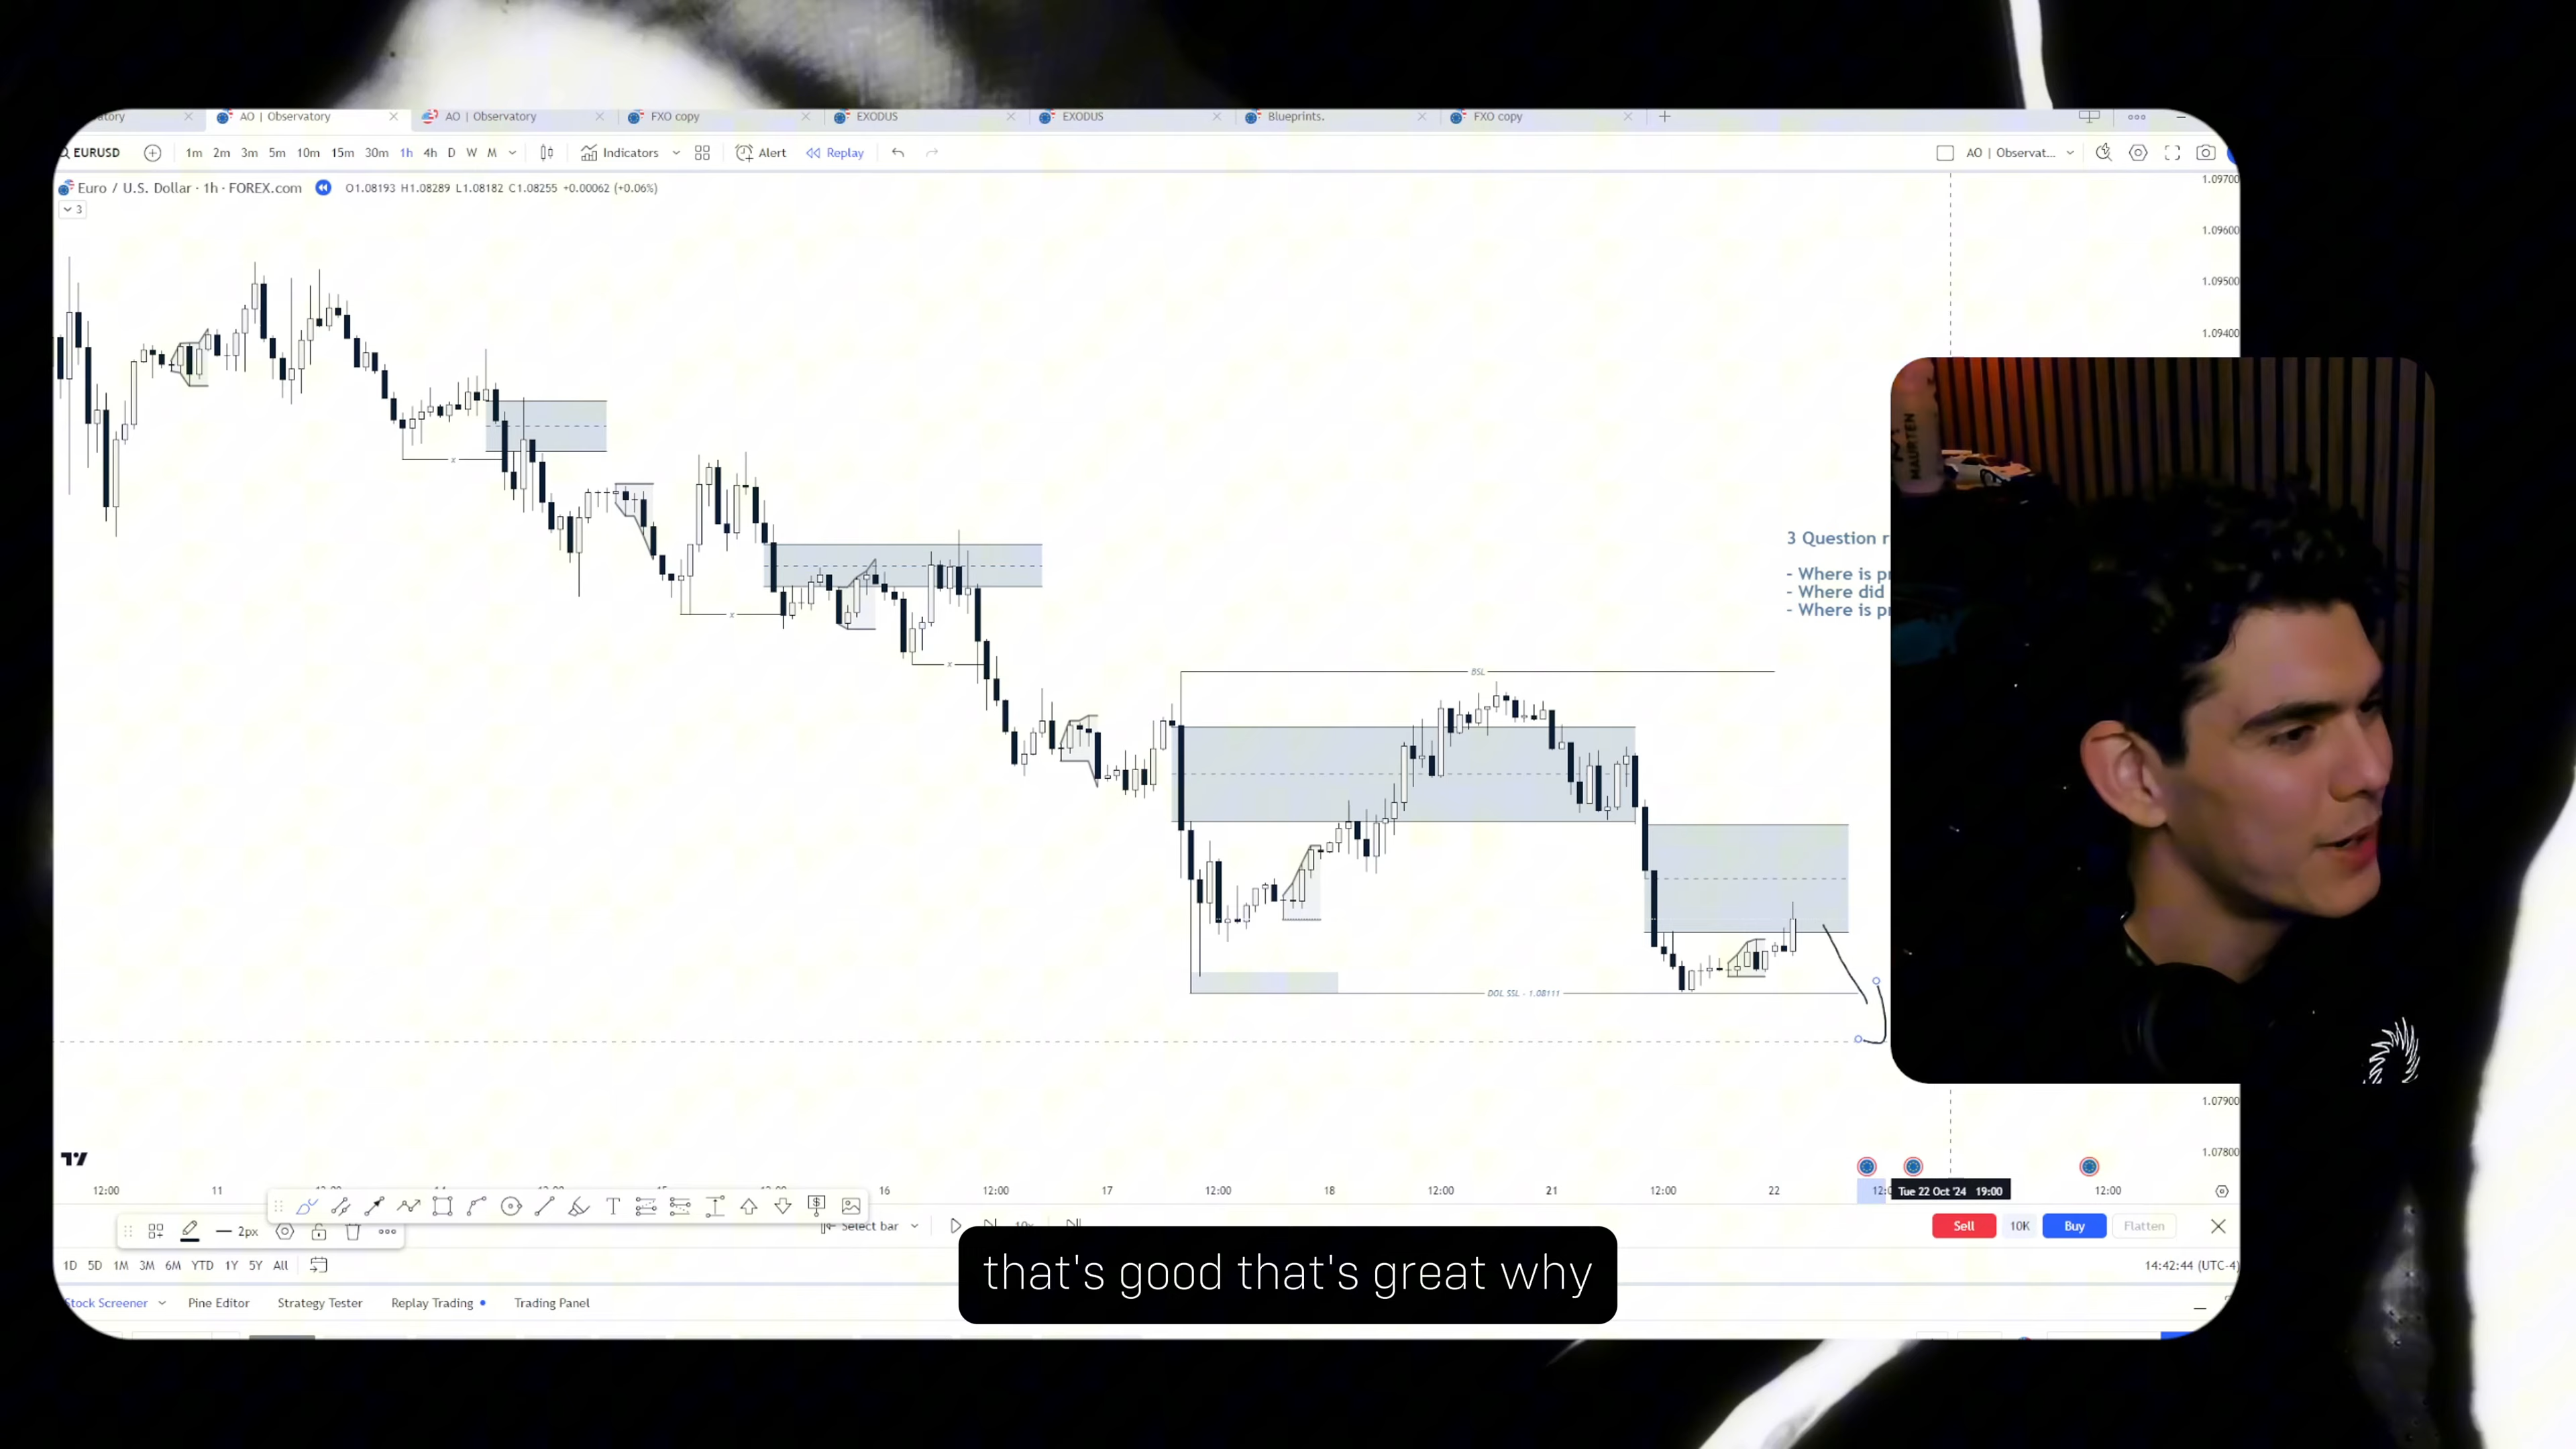 atory
AO | Observatory
AO | Observatory
FXO copy
EXODUS
EXODUS
Blueprints.
FXO copy
EURUSD
1m 2m 3m 5m 10m 15m 30m 1h 4h D W M
Indicators
Alert
Replay
AO | Observat...
Euro / U.S. Dollar · 1h · FOREX.com
O1.08193 H1.08289 L1.08182 C1.08255 +0.00062 (+0.06%)
3
1.09700
1.09600
1.09500
1.09400
MAURTEN
x
x
x
3 Question r
- Where is pr
- Where did
- Where is pr
BSL
DOL SSL - 1.08111
1.07900
1.07800
12:00 11 16 12:00 17 12:00 18 12:00 21 12:00 22
Tue 22 Oct '24 19:00
12:00
2px
Select bar
Sell
10K
Buy
Flatten
1D 5D 1M 3M 6M YTD 1Y 5Y All
14:42:44 (UTC-4)
that's good that's great why
Stock Screener
Pine Editor
Strategy Tester
Replay Trading
Trading Panel